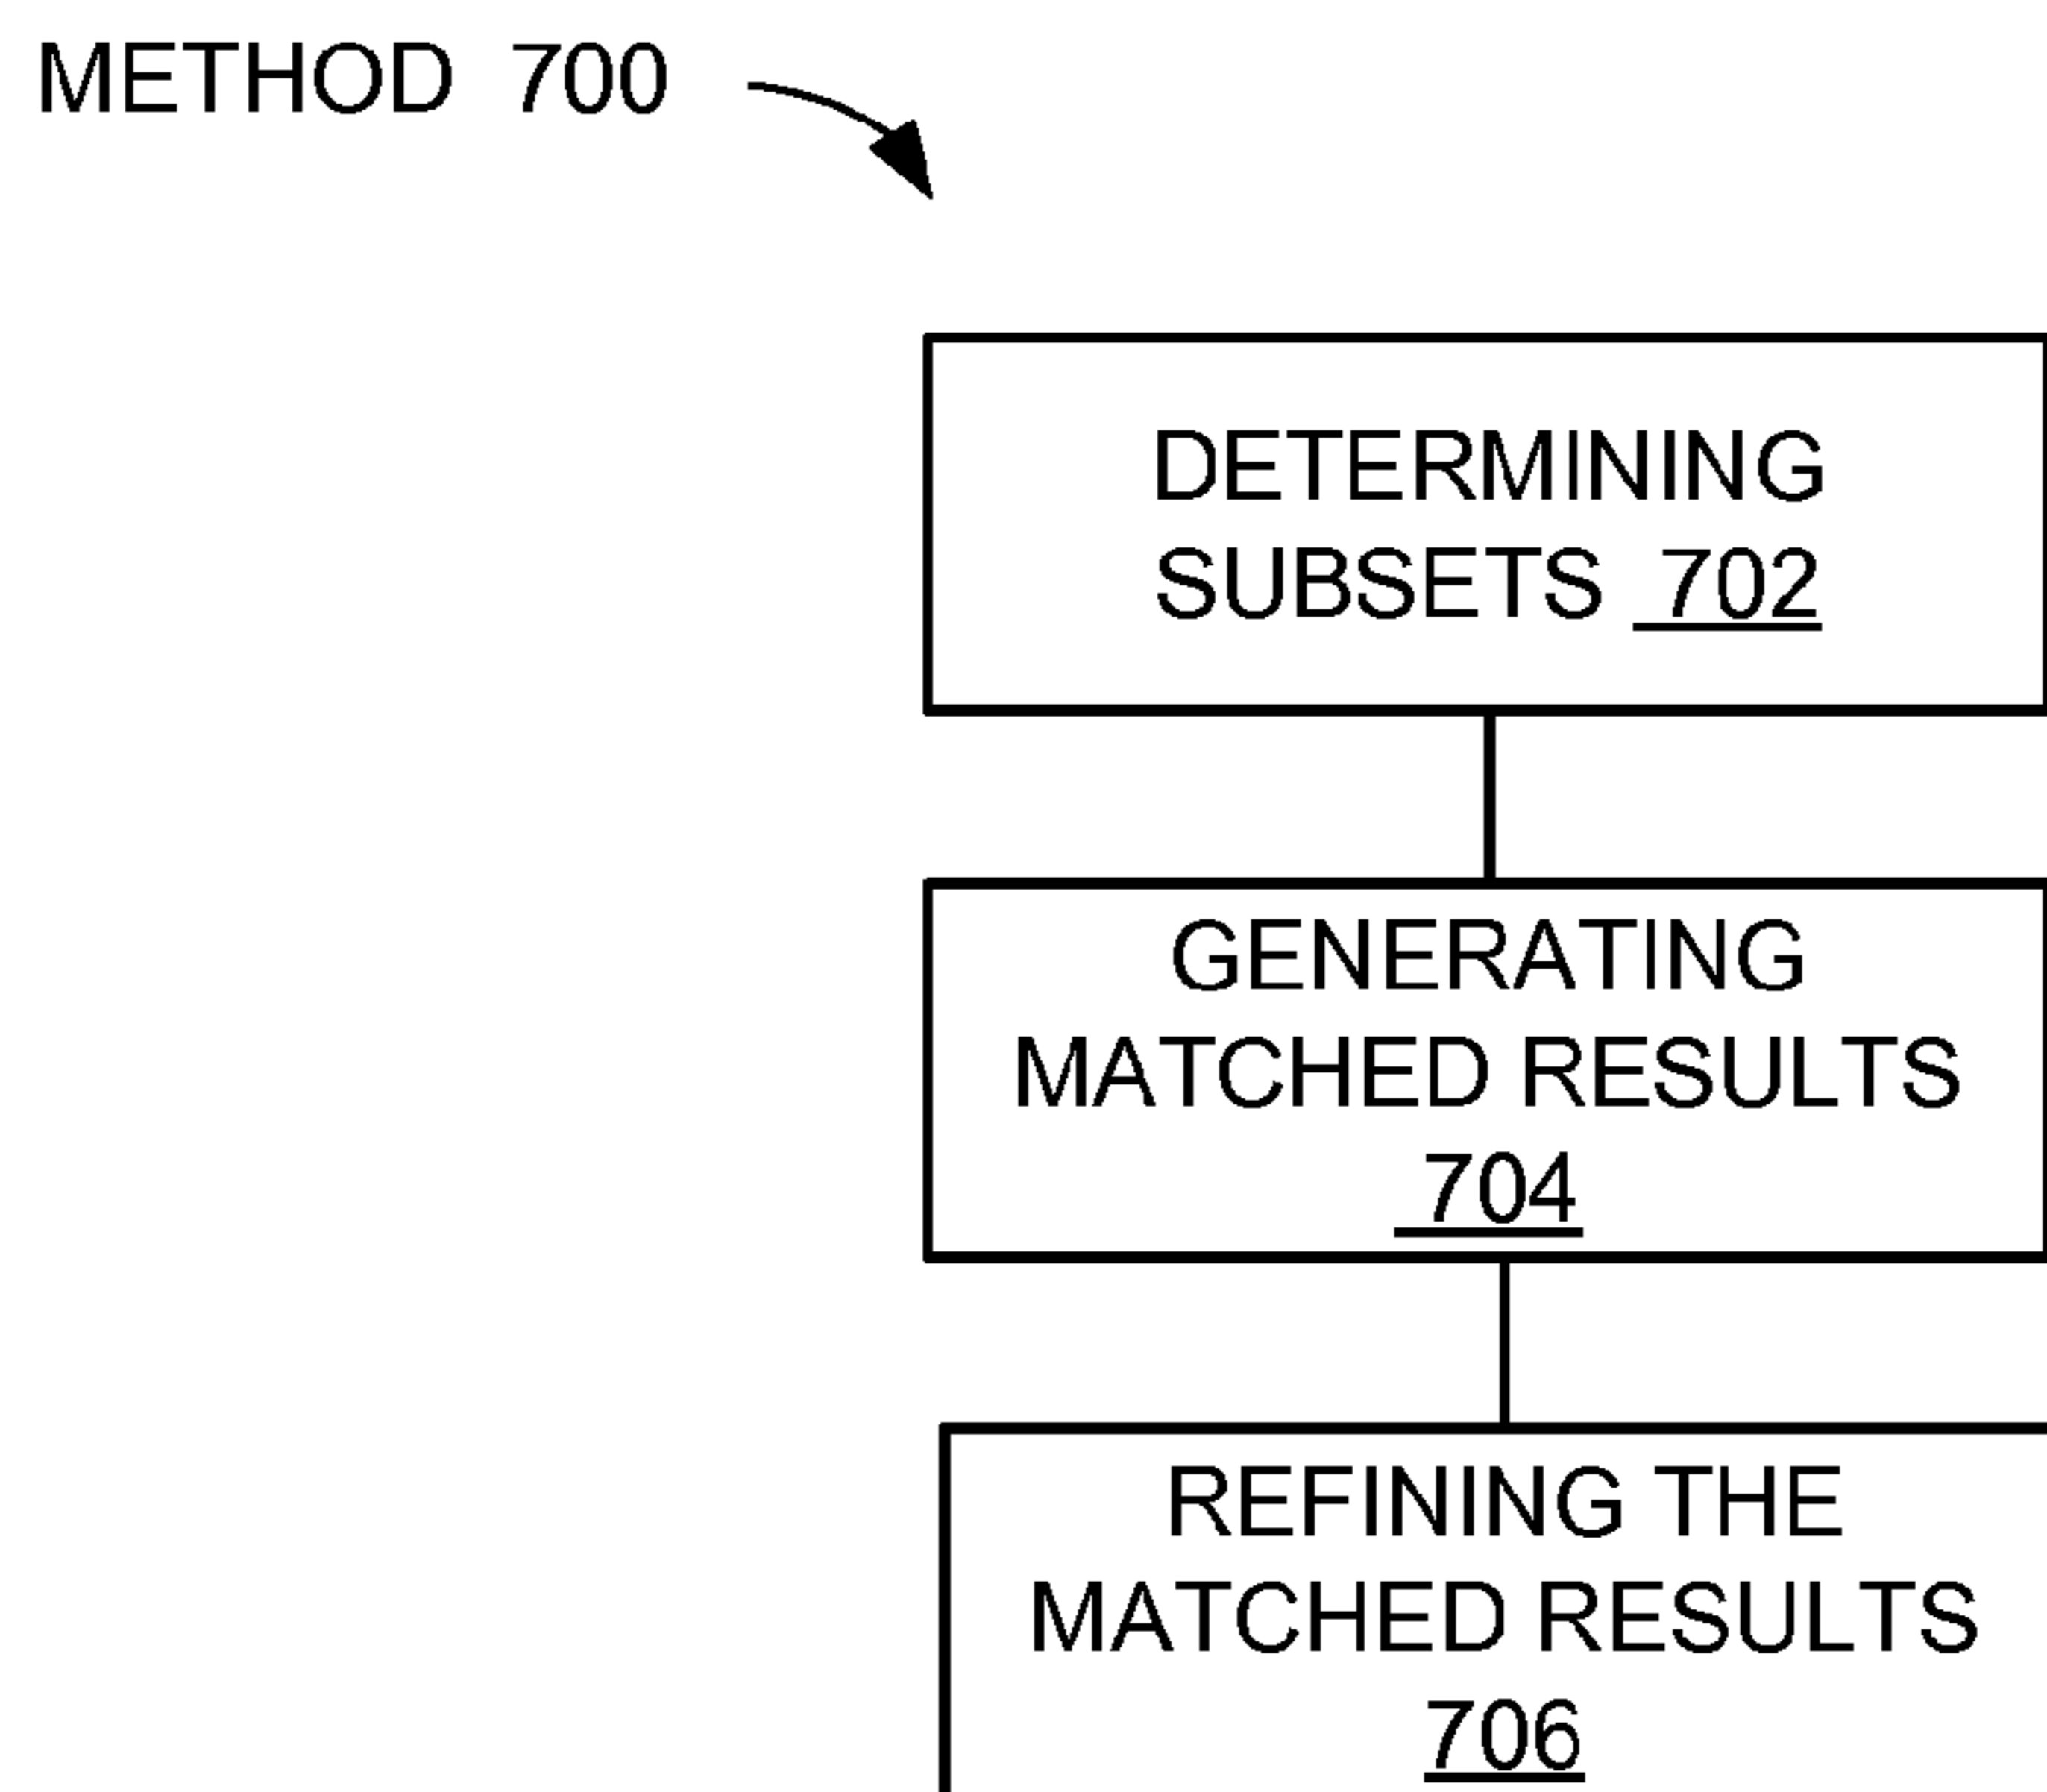 METHOD 700
DETERMINING
SUBSETS 702
GENERATING
MATCHED RESULTS
704
REFINING THE
MATCHED RESULTS
706